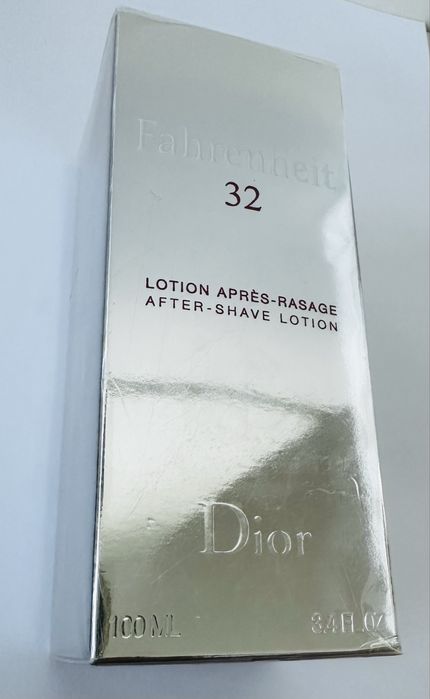 Fahrenheit
32
LOTION APRÈS-RASAGE
AFTER-SHAVE LOTION
Dior
100 ML 3.4 FL.OZ